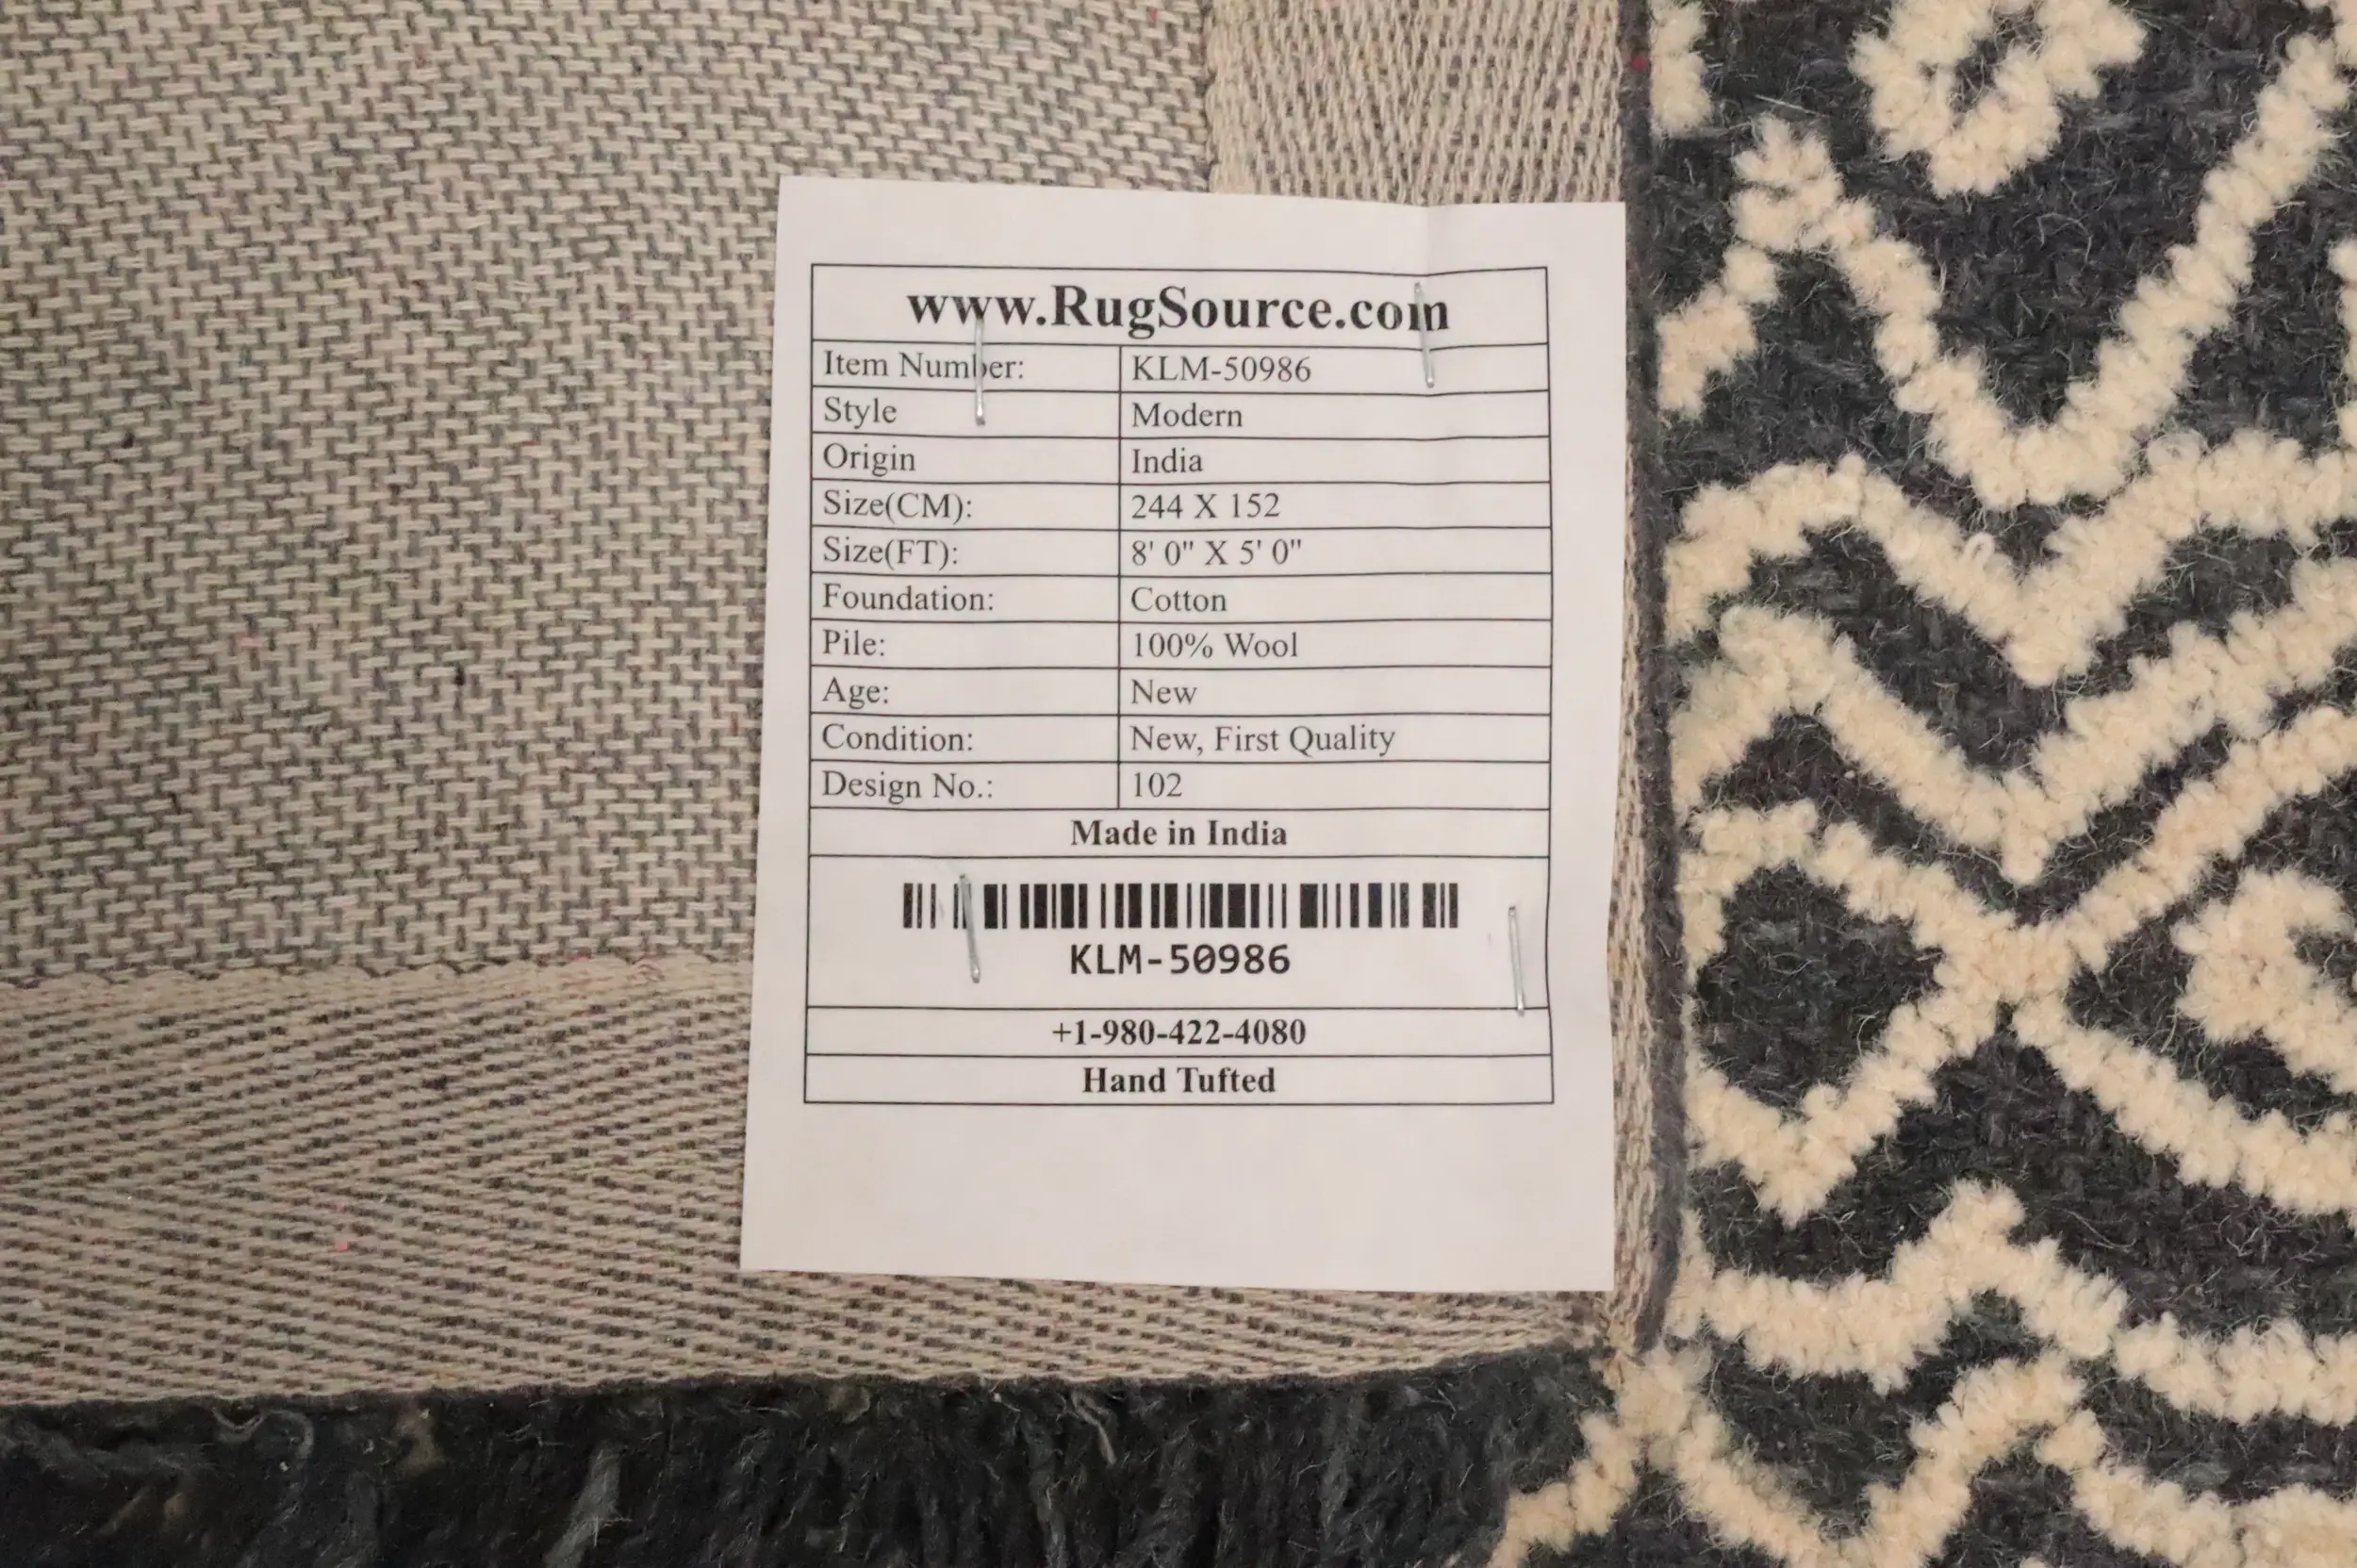 www.RugSource.com
Item Number: KLM-50986
Style Modern
Origin India
Size(CM): 244 X 152
Size(FT): 8' 0" X 5' 0"
Foundation: Cotton
Pile: 100% Wool
Age: New
Condition: New, First Quality
Design No.: 102
Made in India
KLM-50986
+1-980-422-4080
Hand Tufted